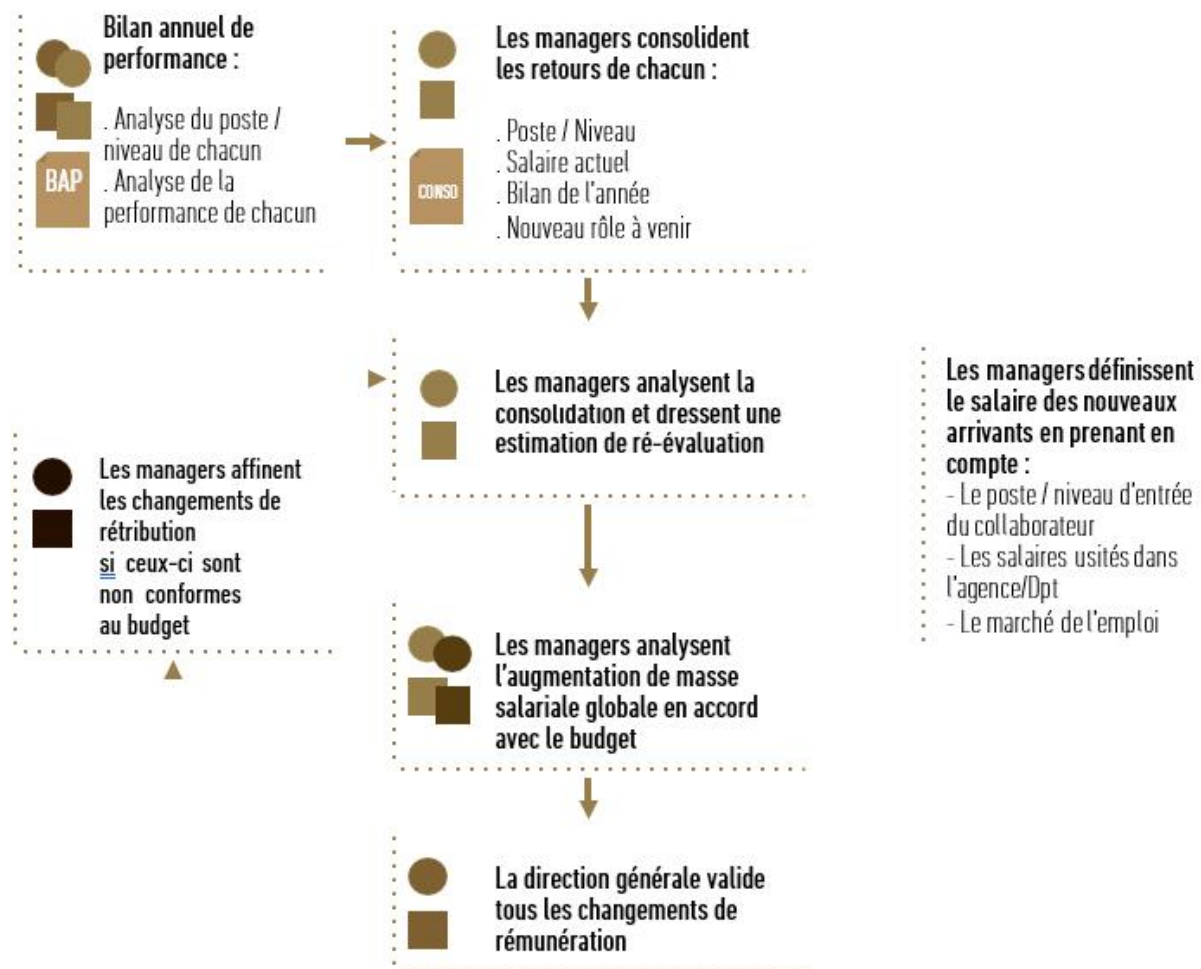 Bilan annuel de
performance :
. Analyse du poste /
niveau de chacun
. Analyse de la
performance de chacun
BAP
Les managers consolident
les retours de chacun :
. Poste / Niveau
. Salaire actuel
. Bilan de l'année
. Nouveau rôle à venir
CONSO
Les managers analysent la
consolidation et dressent une
estimation de ré-évaluation
Les managers affinent
les changements de
rétribution
si ceux-ci sont
non conformes
au budget
Les managers analysent
l'augmentation de masse
salariale globale en accord
avec le budget
La direction générale valide
tous les changements de
rémunération
Les managers définissent
le salaire des nouveaux
arrivants en prenant en
compte :
- Le poste / niveau d'entrée
du collaborateur
- Les salaires usités dans
l'agence/Dpt
- Le marché de l'emploi